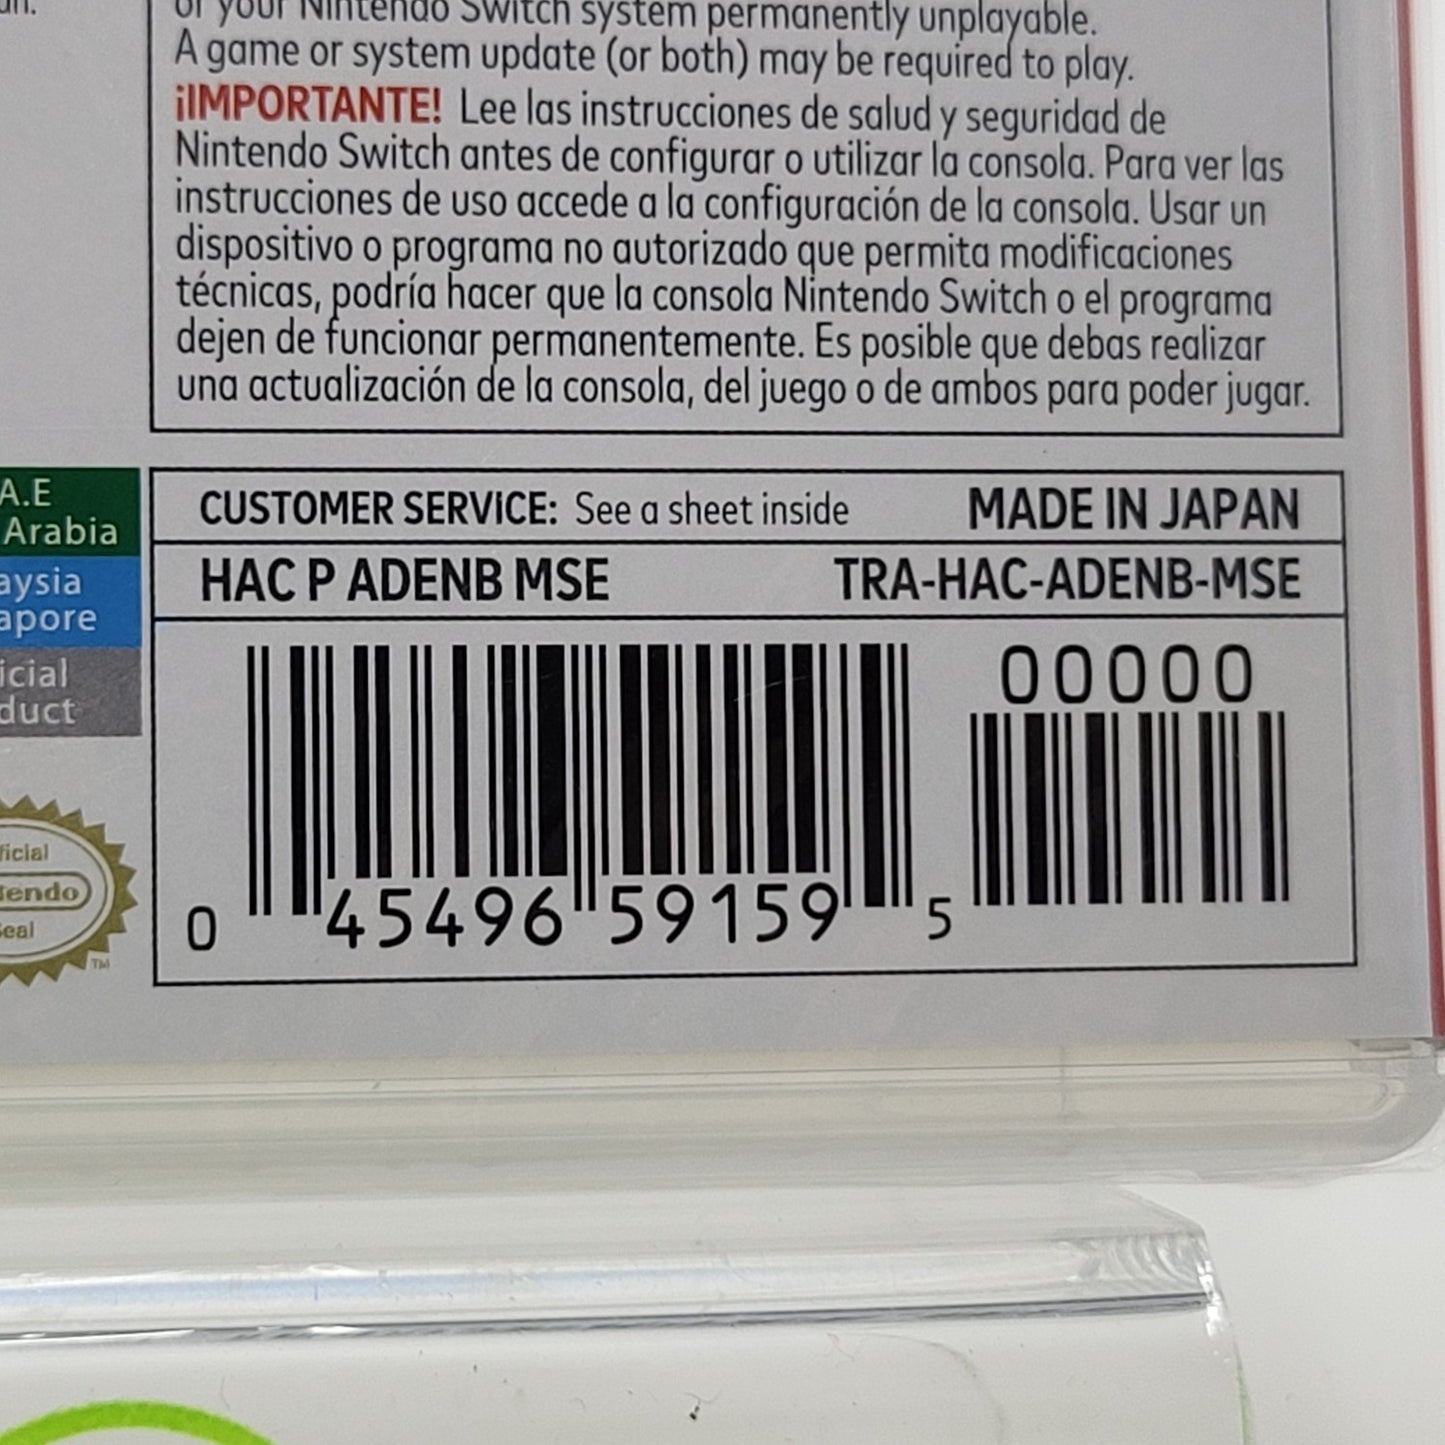 or your Nintendo Switch system permanently unplayable.
A game or system update (or both) may be required to play.
¡IMPORTANTE! Lee las instrucciones de salud y seguridad de
Nintendo Switch antes de configurar o utilizar la consola. Para ver las
instrucciones de uso accede a la configuración de la consola. Usar un
dispositivo o programa no autorizado que permita modificaciones
técnicas, podría hacer que la consola Nintendo Switch o el programa
dejen de funcionar permanentemente. Es posible que debas realizar
una actualización de la consola, del juego o de ambos para poder jugar.
A.E
Arabia
aysia
apore
icial
duct
CUSTOMER SERVICE: See a sheet inside MADE IN JAPAN
HAC P ADENB MSE TRA-HAC-ADENB-MSE
00000
0 45496 59159 5
ficial
tendo
Seal
TM